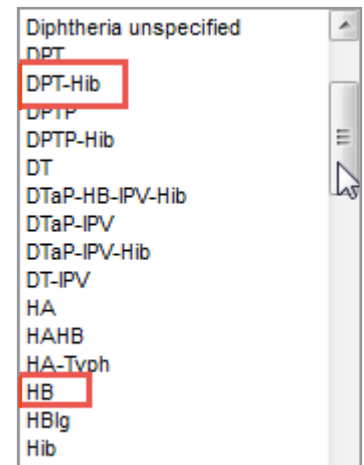 Diphtheria unspecified
DPT
DPT-Hib
DPTP
DPTP-Hib
DT
DTaP-HB-IPV-Hib
DTaP-IPV
DTaP-IPV-Hib
DT-IPV
HA
HAHB
HA-Typh
HB
HBIg
Hib